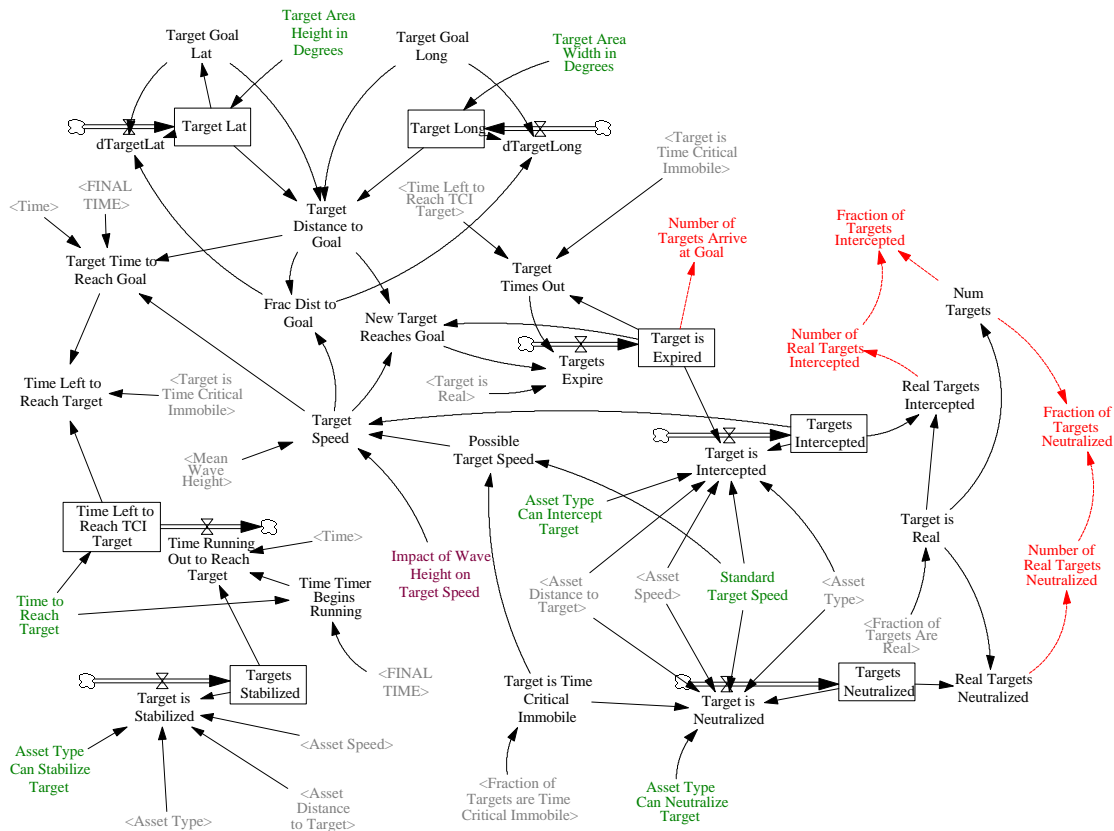 Target Goal
Lat
Target Area
Height in
Degrees
Target Goal
Long
Target Area
Width in
Degrees
Target Lat
dTargetLat
Target Long
dTargetLong
<Target is
Time Critical
Immobile>
<FINAL
TIME>
<Time>
<Time Left to
Reach TCI
Target>
Target
Distance to
Goal
Number of
Targets Arrive
at Goal
Fraction of
Targets
Intercepted
Target Time to
Reach Goal
Target
Times Out
Frac Dist to
Goal
New Target
Reaches Goal
Num
Targets
Target is
Expired
Targets
Expire
Number of
Real Targets
Intercepted
Time Left to
Reach Target
<Target is
Time Critical
Immobile>
<Target is
Real>
Real Targets
Intercepted
Target
Speed
Possible
Target Speed
Targets
Intercepted
Target is
Intercepted
Fraction of
Targets
Neutralized
<Mean
Wave
Height>
Asset Type
Can Intercept
Target
Time Left to
Reach TCI
Target
Time Running
Out to Reach
Target
<Time>
Target is
Real
Impact of Wave
Height on
Target Speed
Time Timer
Begins
Running
<Asset
Distance to
Target>
<Asset
Speed>
Standard
Target Speed
<Asset
Type>
Number of
Real Targets
Neutralized
Time to
Reach
Target
<Fraction of
Targets Are
Real>
<FINAL
TIME>
Targets
Stabilized
Target is
Stabilized
Target is Time
Critical
Immobile
Target is
Neutralized
Targets
Neutralized
Real Targets
Neutralized
<Asset Speed>
Asset Type
Can Stabilize
Target
<Asset Type>
<Asset
Distance
to Target>
<Fraction of
Targets are Time
Critical Immobile>
Asset Type
Can Neutralize
Target